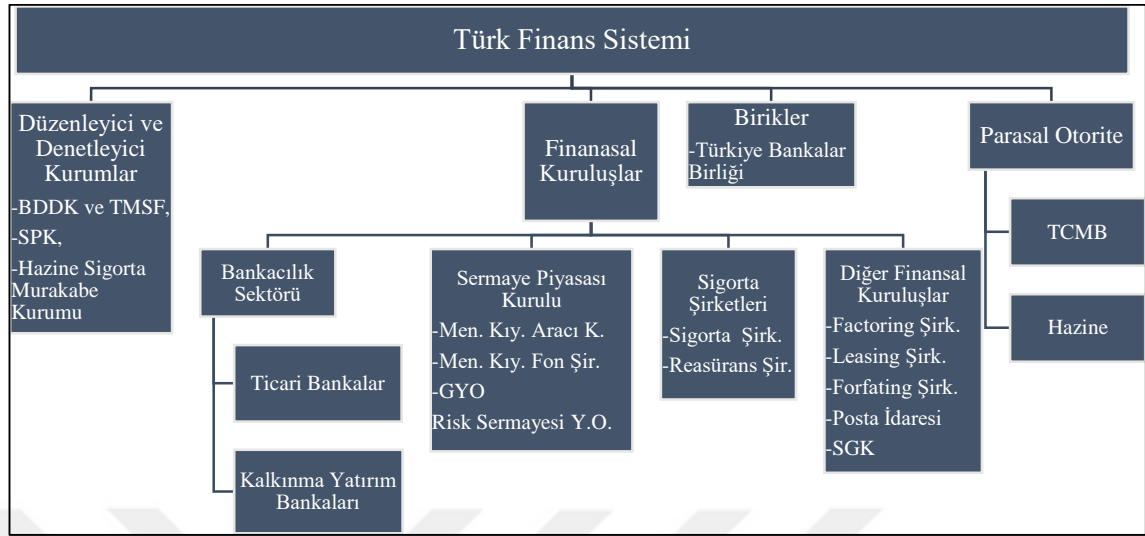 Türk Finans Sistemi
Düzenleyici ve
Denetleyici
Kurumlar
-BDDK ve TMSF,
-SPK,
-Hazine Sigorta
Murakabe
Kurumu
Finanasal
Kuruluşlar
Birikler
-Türkiye Bankalar
Birliği
Parasal Otorite
TCMB
Hazine
Bankacılık
Sektörü
Ticari Bankalar
Kalkınma Yatırım
Bankaları
Sermaye Piyasası
Kurulu
-Men. Kıy. Aracı K.
-Men. Kıy. Fon Şir.
-GYO
Risk Sermayesi Y.O.
Sigorta
Şirketleri
-Sigorta Şirk.
-Reasürans Şir.
Diğer Finansal
Kuruluşlar
-Factoring Şirk.
-Leasing Şirk.
-Forfating Şirk.
-Posta İdaresi
-SGK